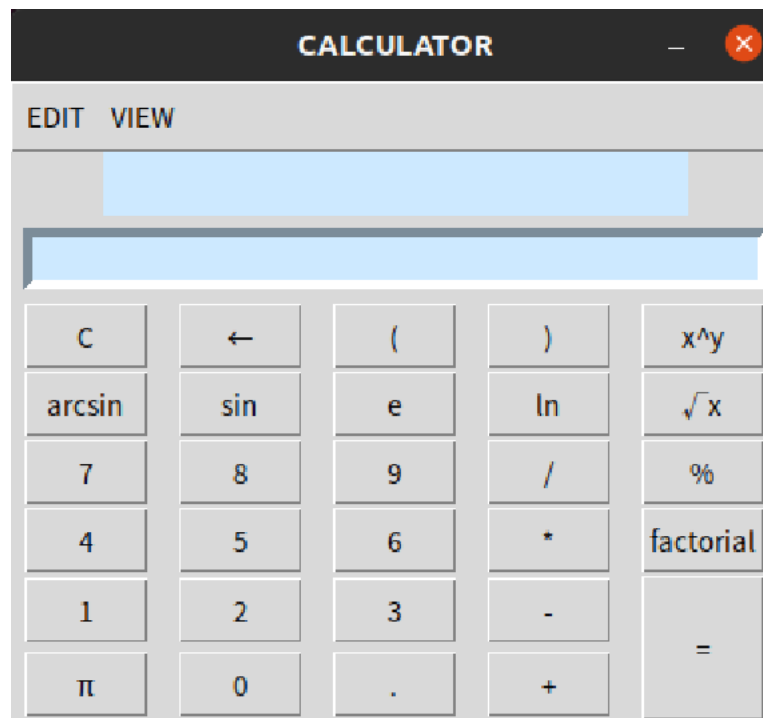 CALCULATOR
EDIT VIEW
C ← ( ) x^y
arcsin sin e ln √x
7 8 9 / %
4 5 6 * factorial
1 2 3 - =
π 0 . +